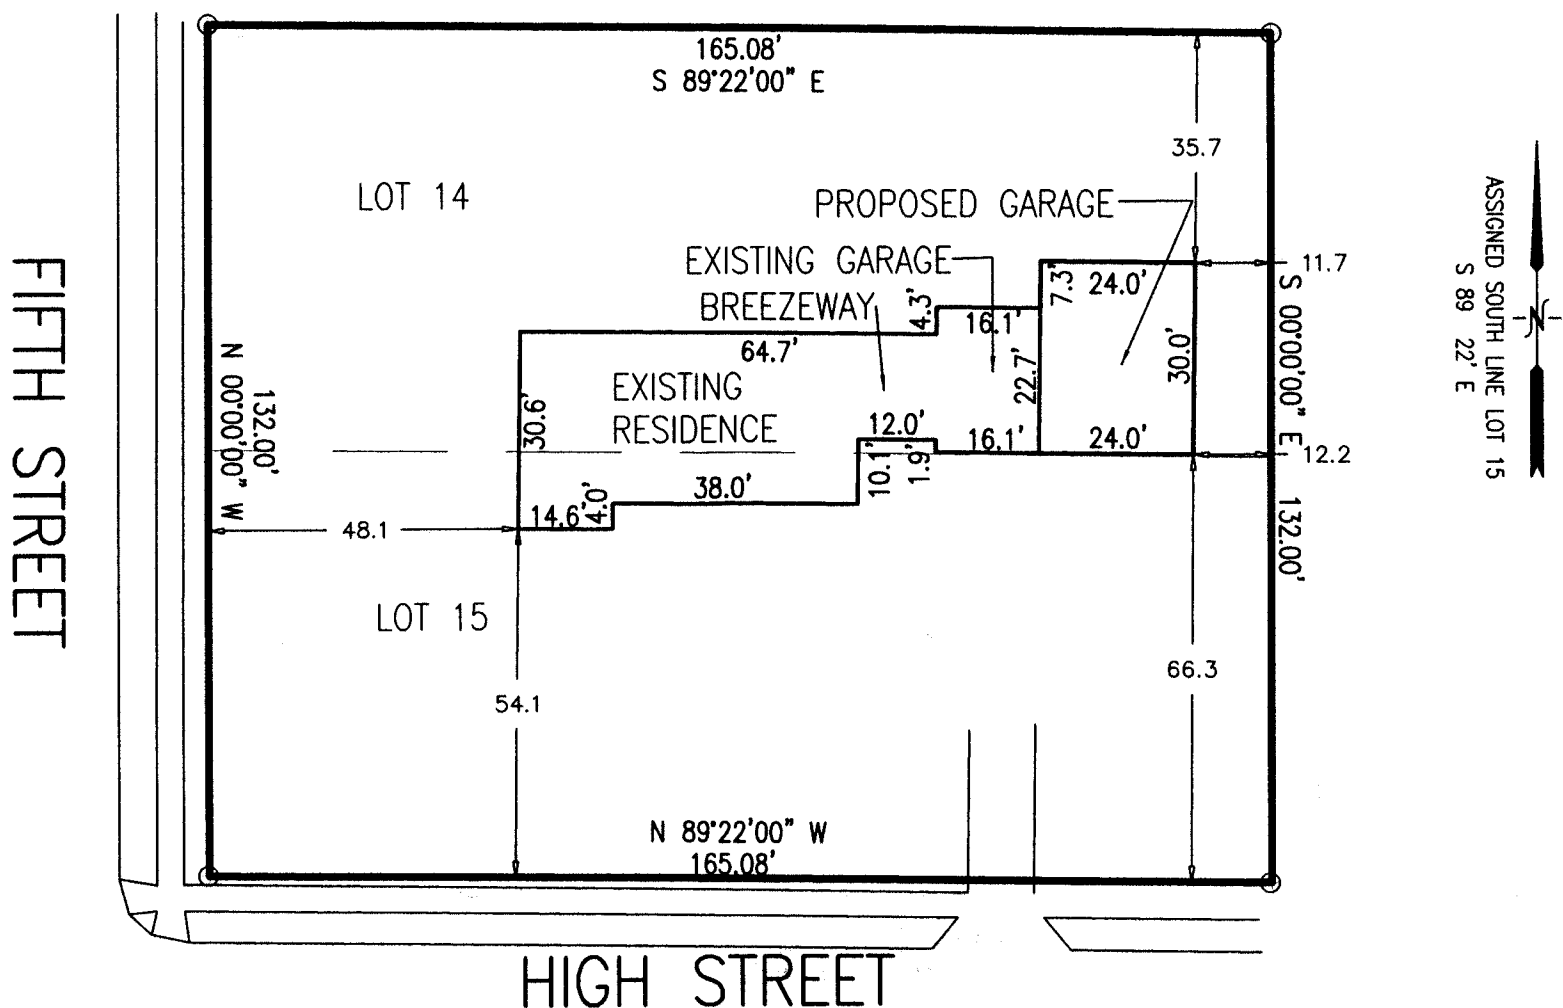 165.08'
S 89°22'00" E
35.7
LOT 14
PROPOSED GARAGE
EXISTING GARAGE
BREEZEWAY
4.3'
16.1'
7.3'
24.0'
11.7
64.7'
22.7'
30.0'
S 00°00'00" E
132.00'
EXISTING
RESIDENCE
30.6'
12.0'
10.1'
1.9'
16.1'
24.0'
12.2
132.00'
N 00°00'00" W
38.0'
14.6'
4.0'
48.1
LOT 15
54.1
66.3
N 89°22'00" W
165.08'
FIFTH STREET
HIGH STREET
ASSIGNED SOUTH LINE LOT 15
S 89 22' E
N